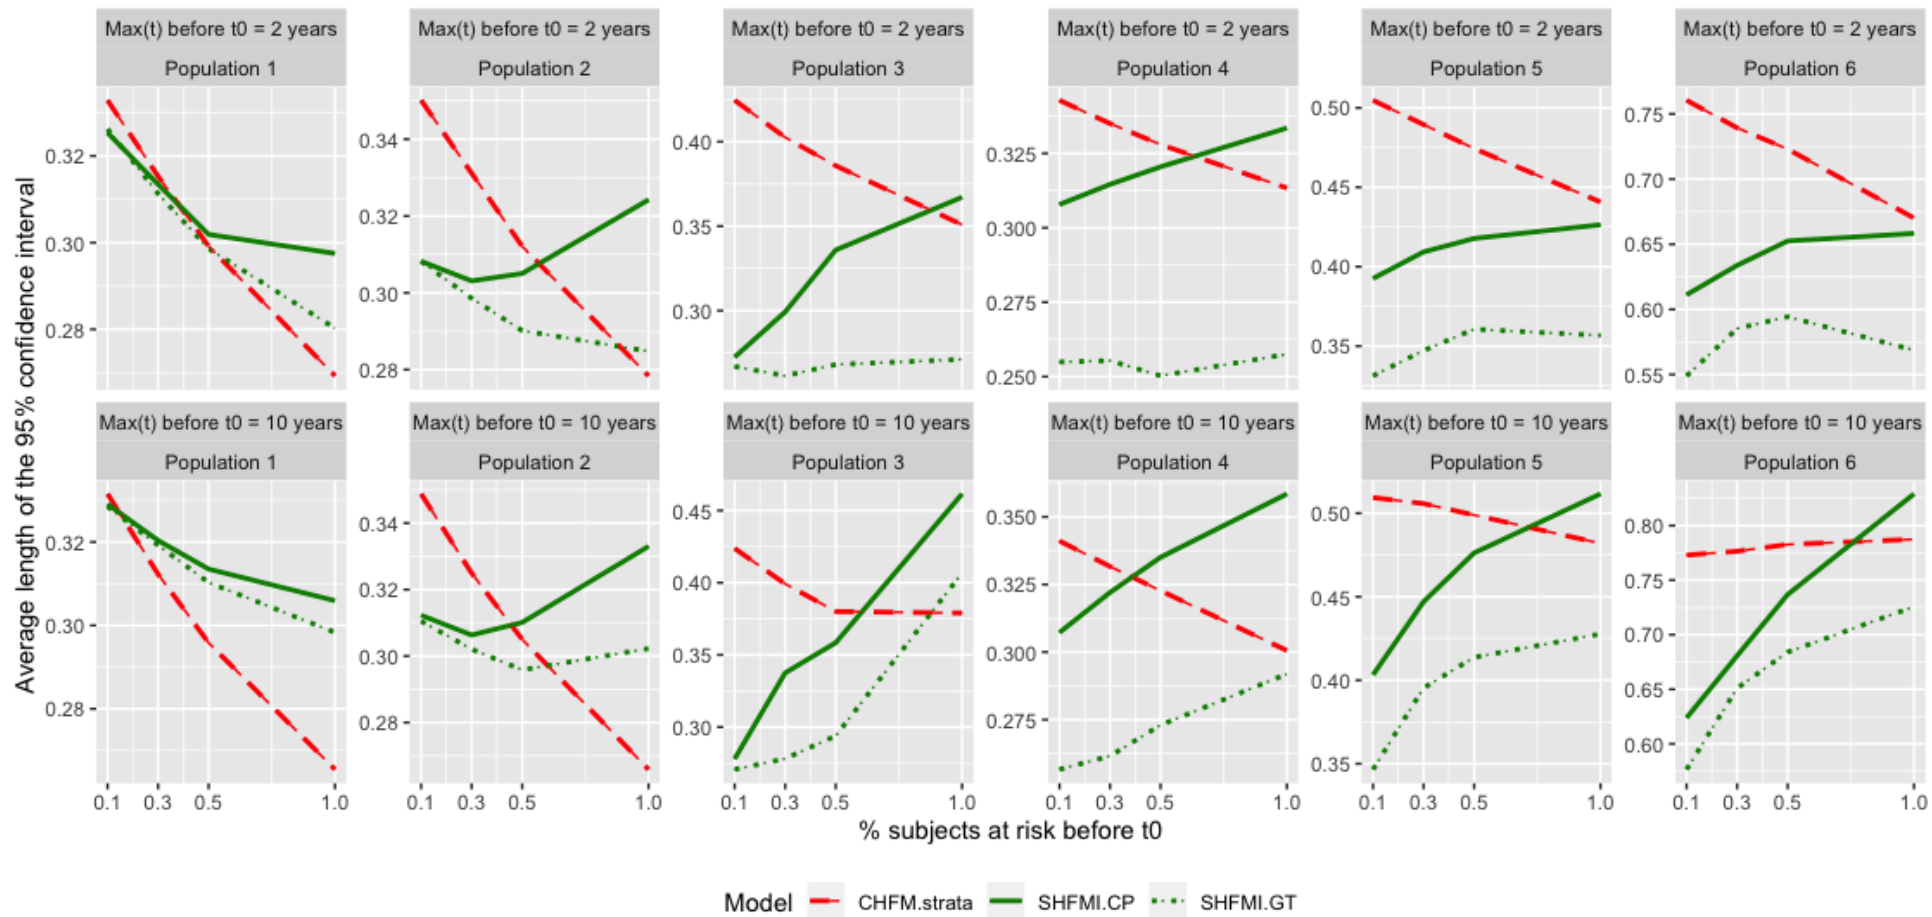 Max(t) before t0 = 2 years
Max(t) before t0 = 2 years
Max(t) before t0 = 2 years
Max(t) before t0 = 2 years
Max(t) before t0 = 2 years
Max(t) before t0 = 2 years
Population 1
Population 2
Population 3
Population 4
Population 5
Population 6
Average length of the 95% confidence interval
0.32
0.30
0.28
0.34
0.32
0.30
0.28
0.40
0.35
0.30
0.325
0.300
0.275
0.250
0.50
0.45
0.40
0.35
0.75
0.70
0.65
0.60
0.55
Max(t) before t0 = 10 years
Max(t) before t0 = 10 years
Max(t) before t0 = 10 years
Max(t) before t0 = 10 years
Max(t) before t0 = 10 years
Max(t) before t0 = 10 years
Population 1
Population 2
Population 3
Population 4
Population 5
Population 6
0.32
0.30
0.28
0.34
0.32
0.30
0.28
0.45
0.40
0.35
0.30
0.350
0.325
0.300
0.275
0.50
0.45
0.40
0.35
0.80
0.75
0.70
0.65
0.60
0.1 0.3 0.5 1.0
0.1 0.3 0.5 1.0
0.1 0.3 0.5 1.0
0.1 0.3 0.5 1.0
0.1 0.3 0.5 1.0
0.1 0.3 0.5 1.0
% subjects at risk before t0
Model CHFM.strata SHFMI.CP SHFMI.GT